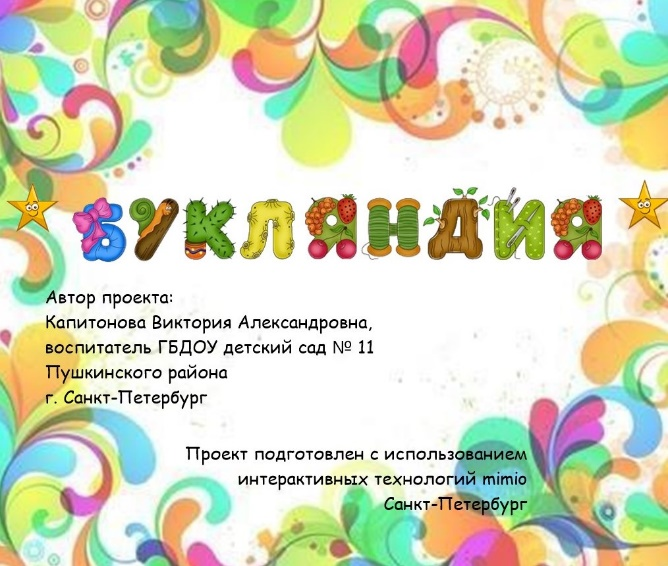 БУКЛЯНДИЯ
Автор проекта:
Капитонова Виктория Александровна,
воспитатель ГБДОУ детский сад № 11
Пушкинского района
г. Санкт-Петербург
Проект подготовлен с использованием
интерактивных технологий mimio
Санкт-Петербург